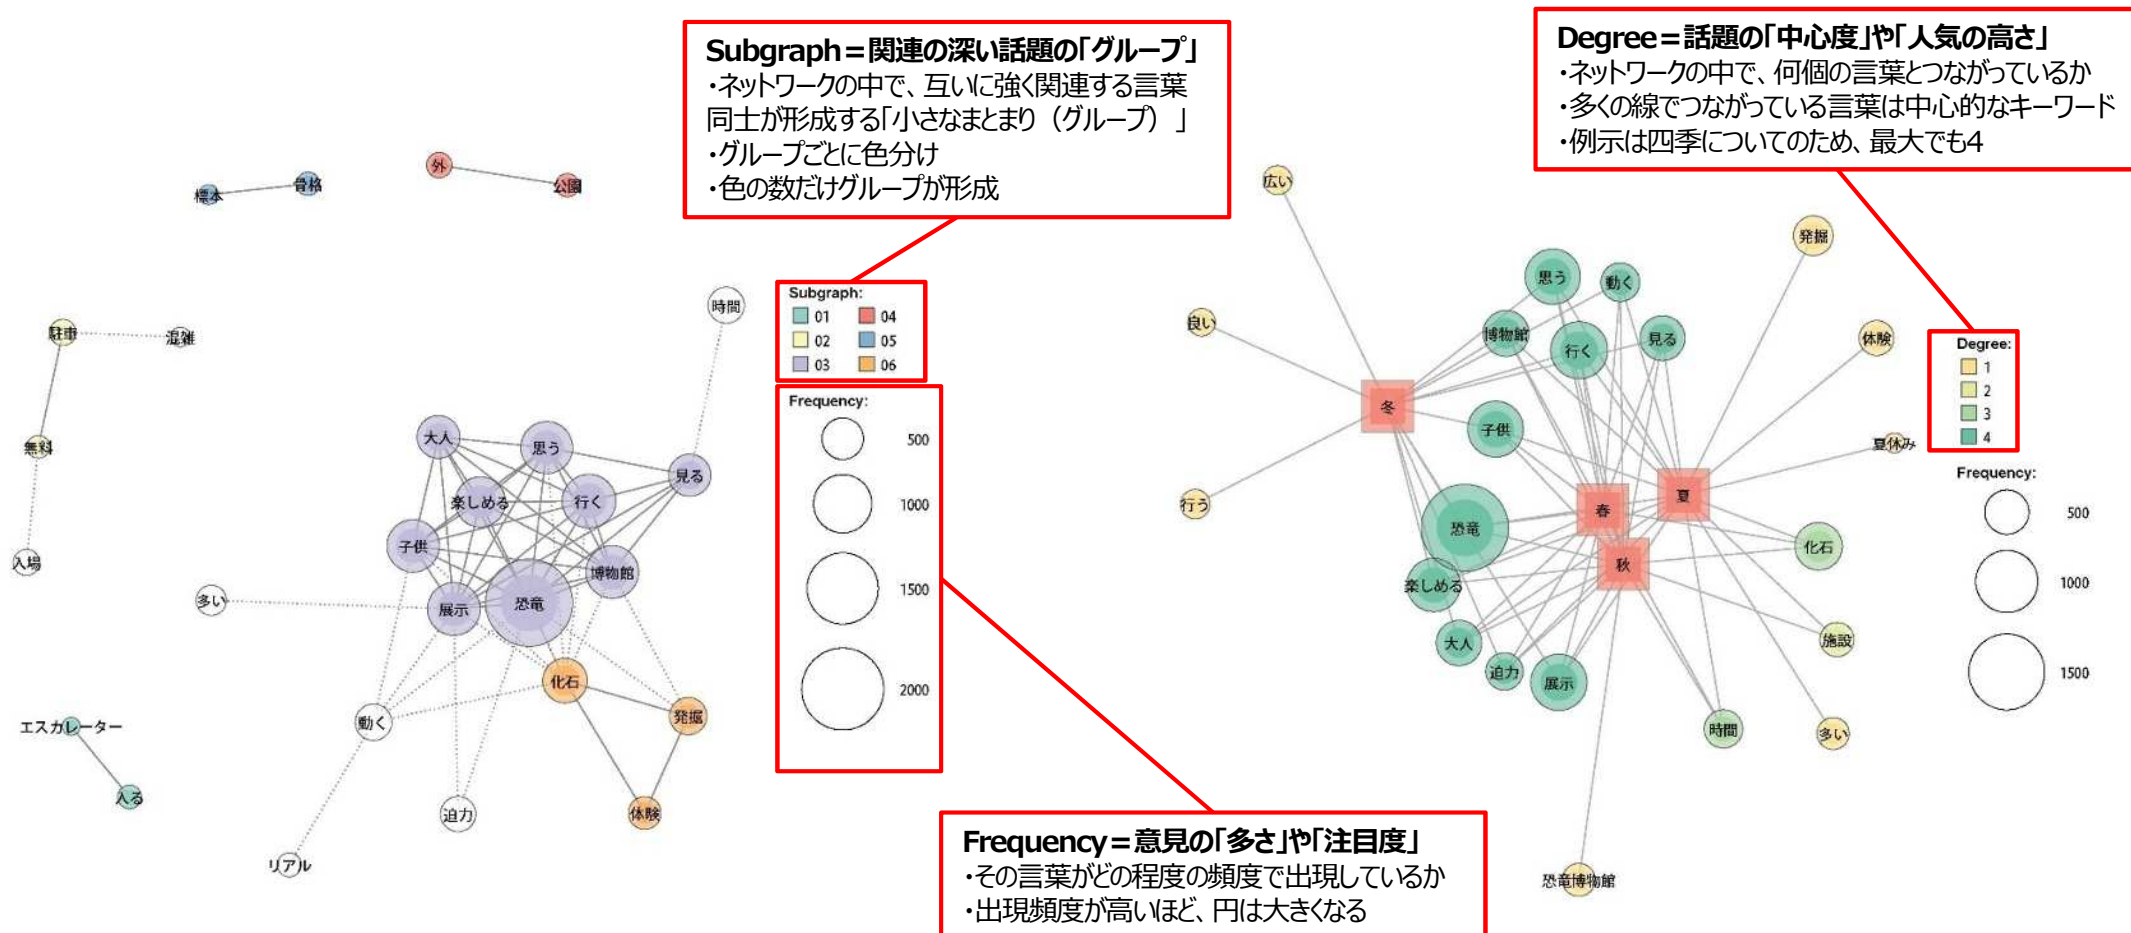 Subgraph＝関連の深い話題の「グループ」
・ネットワークの中で、互いに強く関連する言葉
同士が形成する「小さなまとまり（グループ）」
・グループごとに色分け
・色の数だけグループが形成
Degree＝話題の「中心度」や「人気の高さ」
・ネットワークの中で、何個の言葉とつながっているか
・多くの線でつながっている言葉は中心的なキーワード
・例示は四季についてのため、最大でも4
標本
骨格
外
公園
駐車
混雑
無料
入場
多い
エスカレーター
入る
時間
大人
思う
見る
楽しめる
行く
子供
博物館
展示
恐竜
化石
発掘
動く
体験
迫力
リアル
Subgraph:
01 04
02 05
03 06
Frequency:
500
1000
1500
2000
広い
発掘
思う
動く
良い
博物館
行く
見る
体験
冬
子供
夏休み
行う
恐竜
春
夏
秋
化石
楽しめる
大人
迫力
展示
施設
時間
多い
恐竜博物館
Degree:
1
2
3
4
Frequency:
500
1000
1500
Frequency＝意見の「多さ」や「注目度」
・その言葉がどの程度の頻度で出現しているか
・出現頻度が高いほど、円は大きくなる